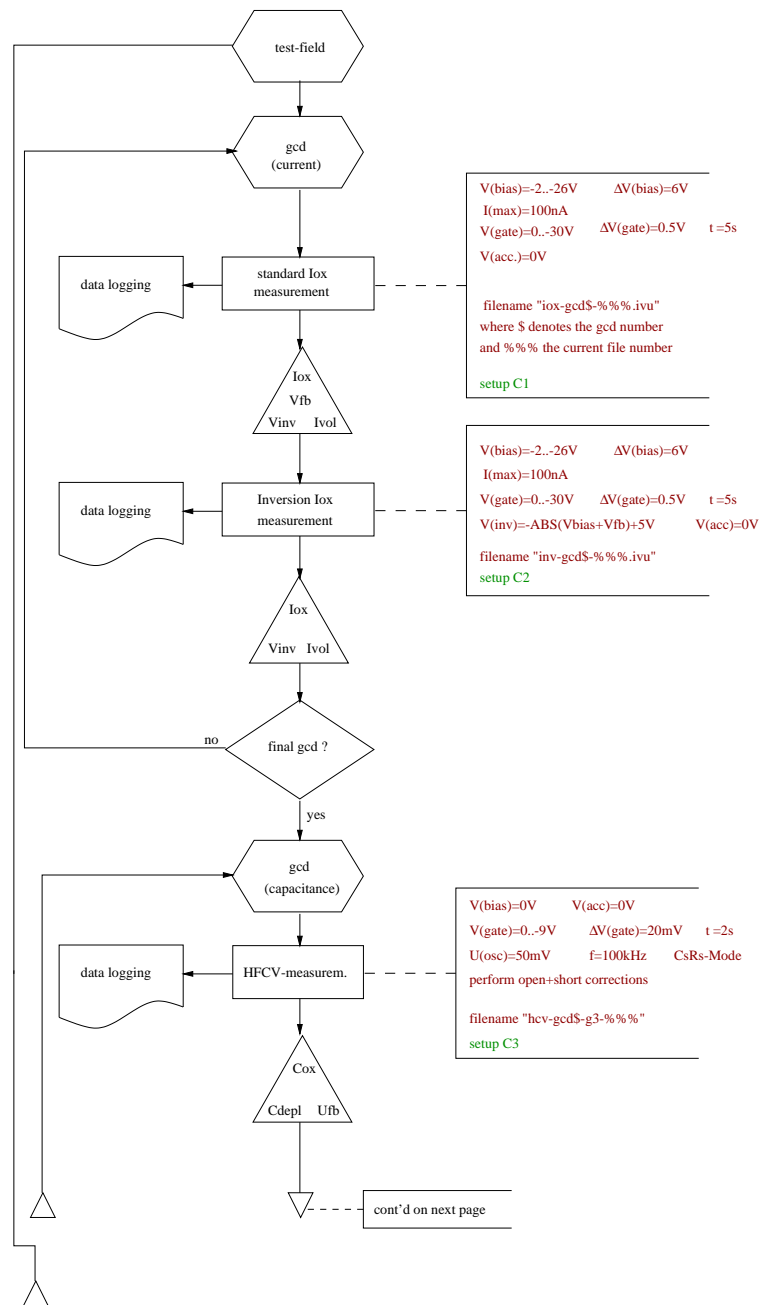 test-field
gcd
(current)
V(bias)=-2..-26V ΔV(bias)=6V
I(max)=100nA
V(gate)=0..-30V ΔV(gate)=0.5V t =5s
V(acc.)=0V
filename "iox-gcd$-%%%.ivu"
where $ denotes the gcd number
and %%% the current file number
setup C1
data logging
standard Iox
measurement
Iox
Vfb
Vinv Ivol
V(bias)=-2..-26V ΔV(bias)=6V
I(max)=100nA
V(gate)=0..-30V ΔV(gate)=0.5V t =5s
V(inv)=-ABS(Vbias+Vfb)+5V V(acc)=0V
filename "inv-gcd$-%%%.ivu"
setup C2
data logging
Inversion Iox
measurement
Iox
Vinv Ivol
no
final gcd ?
yes
gcd
(capacitance)
V(bias)=0V V(acc)=0V
V(gate)=0..-9V ΔV(gate)=20mV t =2s
U(osc)=50mV f=100kHz CsRs-Mode
perform open+short corrections
filename "hcv-gcd$-g3-%%%"
setup C3
data logging
HFCV-measurem.
Cox
Cdepl Ufb
cont'd on next page